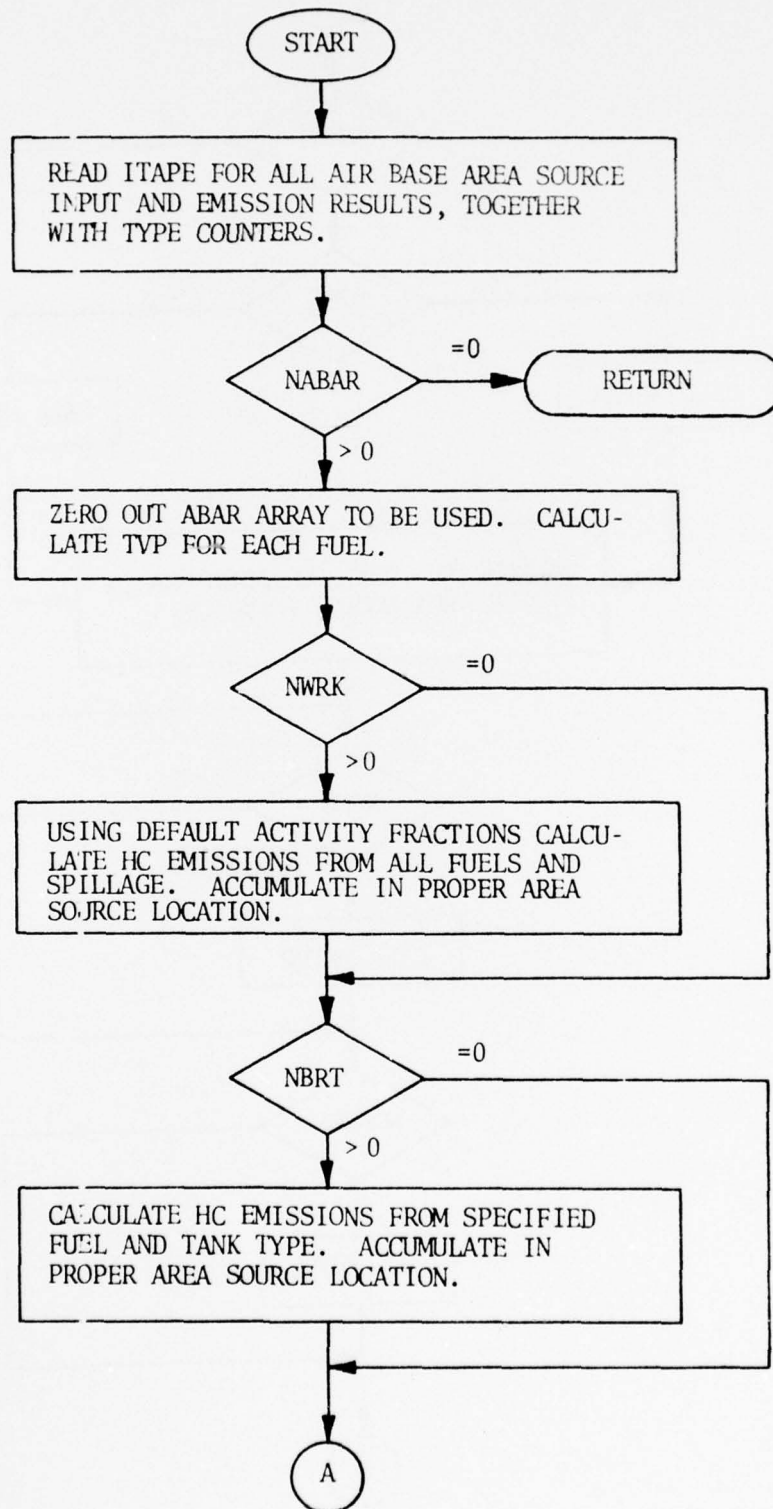 START
READ ITAPE FOR ALL AIR BASE AREA SOURCE
INPUT AND EMISSION RESULTS, TOGETHER
WITH TYPE COUNTERS.
NABAR
=0
RETURN
>0
ZERO OUT ABAR ARRAY TO BE USED. CALCU-
LATE TVP FOR EACH FUEL.
NWRK
=0
>0
USING DEFAULT ACTIVITY FRACTIONS CALCU-
LATE HC EMISSIONS FROM ALL FUELS AND
SPILLAGE. ACCUMULATE IN PROPER AREA
SOURCE LOCATION.
NBRT
=0
>0
CALCULATE HC EMISSIONS FROM SPECIFIED
FUEL AND TANK TYPE. ACCUMULATE IN
PROPER AREA SOURCE LOCATION.
A